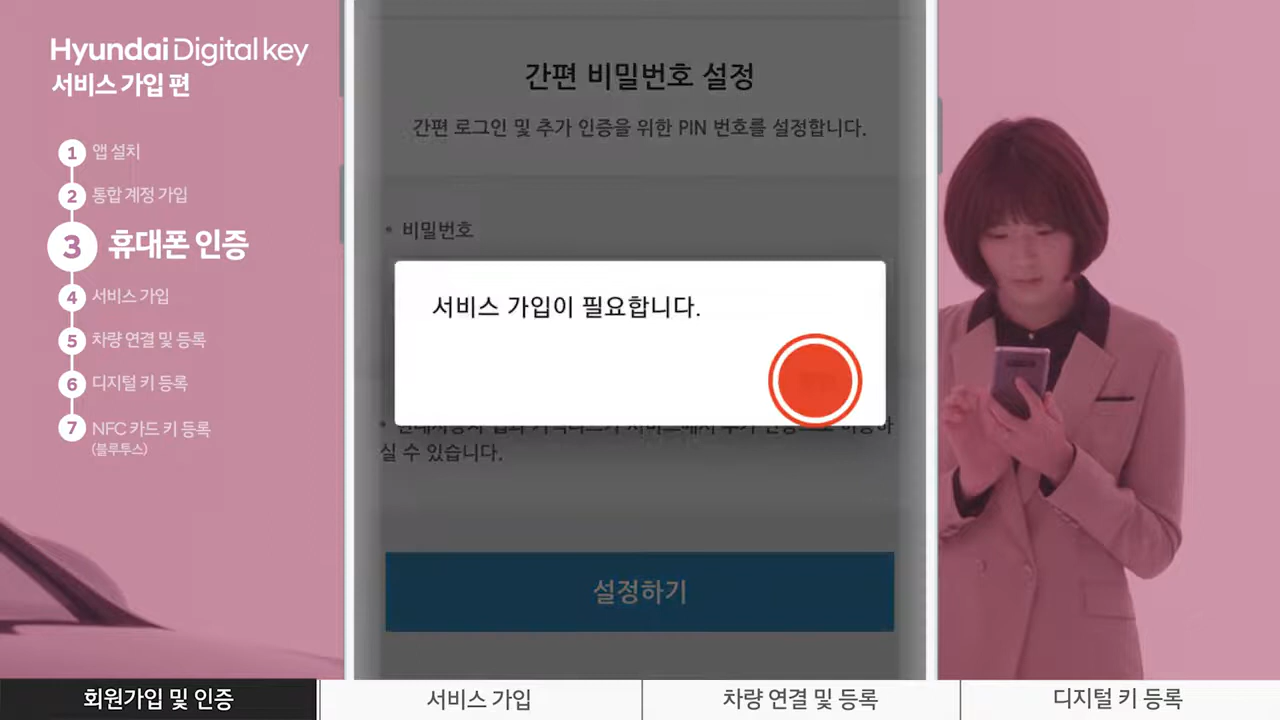 Hyundai Digital key
서비스 가입 편
1 앱 설치
2 통합 계정 가입
3 휴대폰 인증
4 서비스 가입
5 차량 연결 및 등록
6 디지털 키 등록
7 NFC 카드 키 등록
(블루투스)
간편 비밀번호 설정
간편 로그인 및 추가 인증을 위한 PIN 번호를 설정합니다.
• 비밀번호
서비스 가입이 필요합니다.
실 수 있습니다.
설정하기
회원가입 및 인증
서비스 가입
차량 연결 및 등록
디지털 키 등록